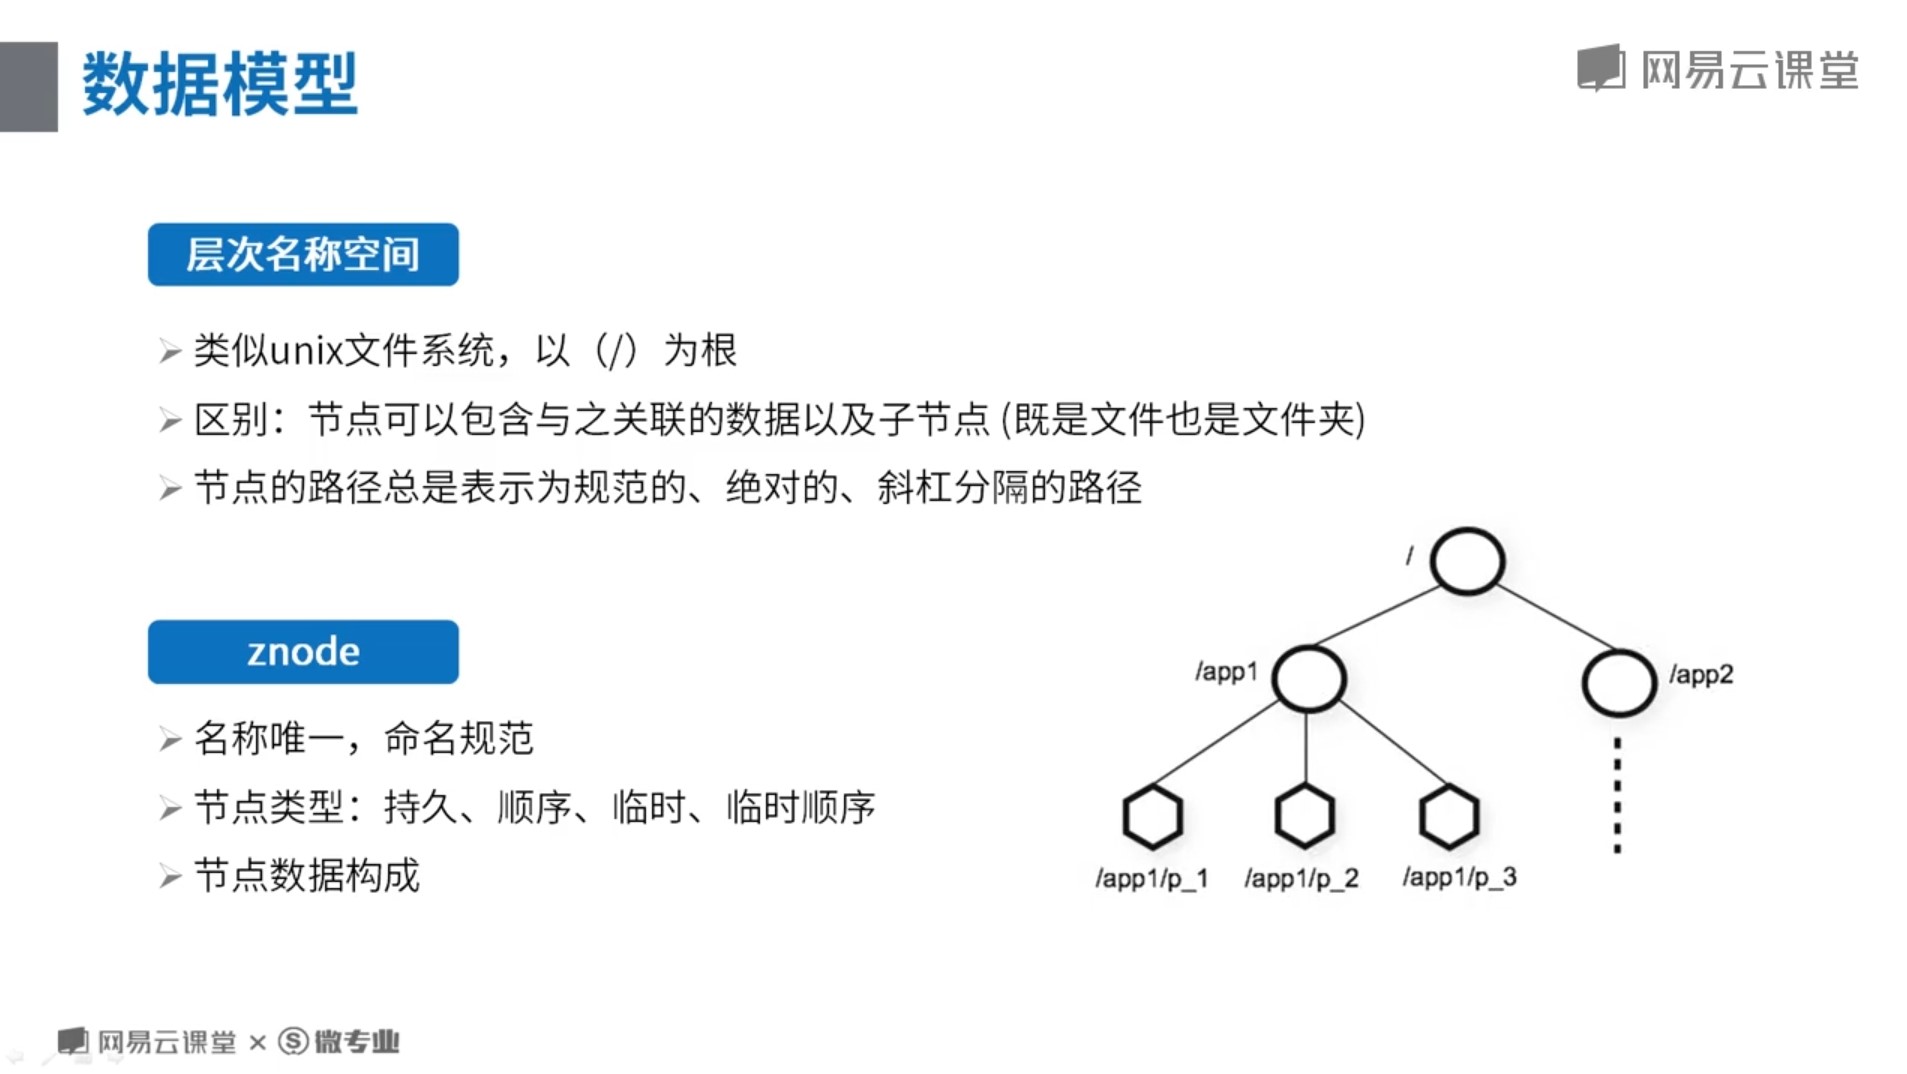 数据模型
网易云课堂
层次名称空间
类似unix文件系统，以（/）为根
区别：节点可以包含与之关联的数据以及子节点 (既是文件也是文件夹)
节点的路径总是表示为规范的、绝对的、斜杠分隔的路径
znode
名称唯一，命名规范
节点类型：持久、顺序、临时、临时顺序
节点数据构成
/
/app1
/app2
/app1/p_1
/app1/p_2
/app1/p_3
网易云课堂 × S微专业